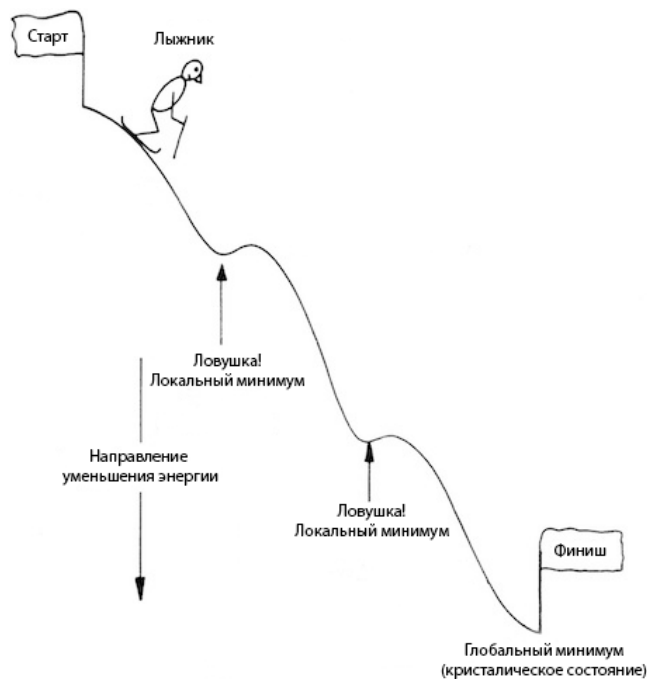 Старт
Лыжник
Ловушка!
Локальный минимум
Направление
уменьшения энергии
Ловушка!
Локальный минимум
Финиш
Глобальный минимум
(кристалическое состояние)